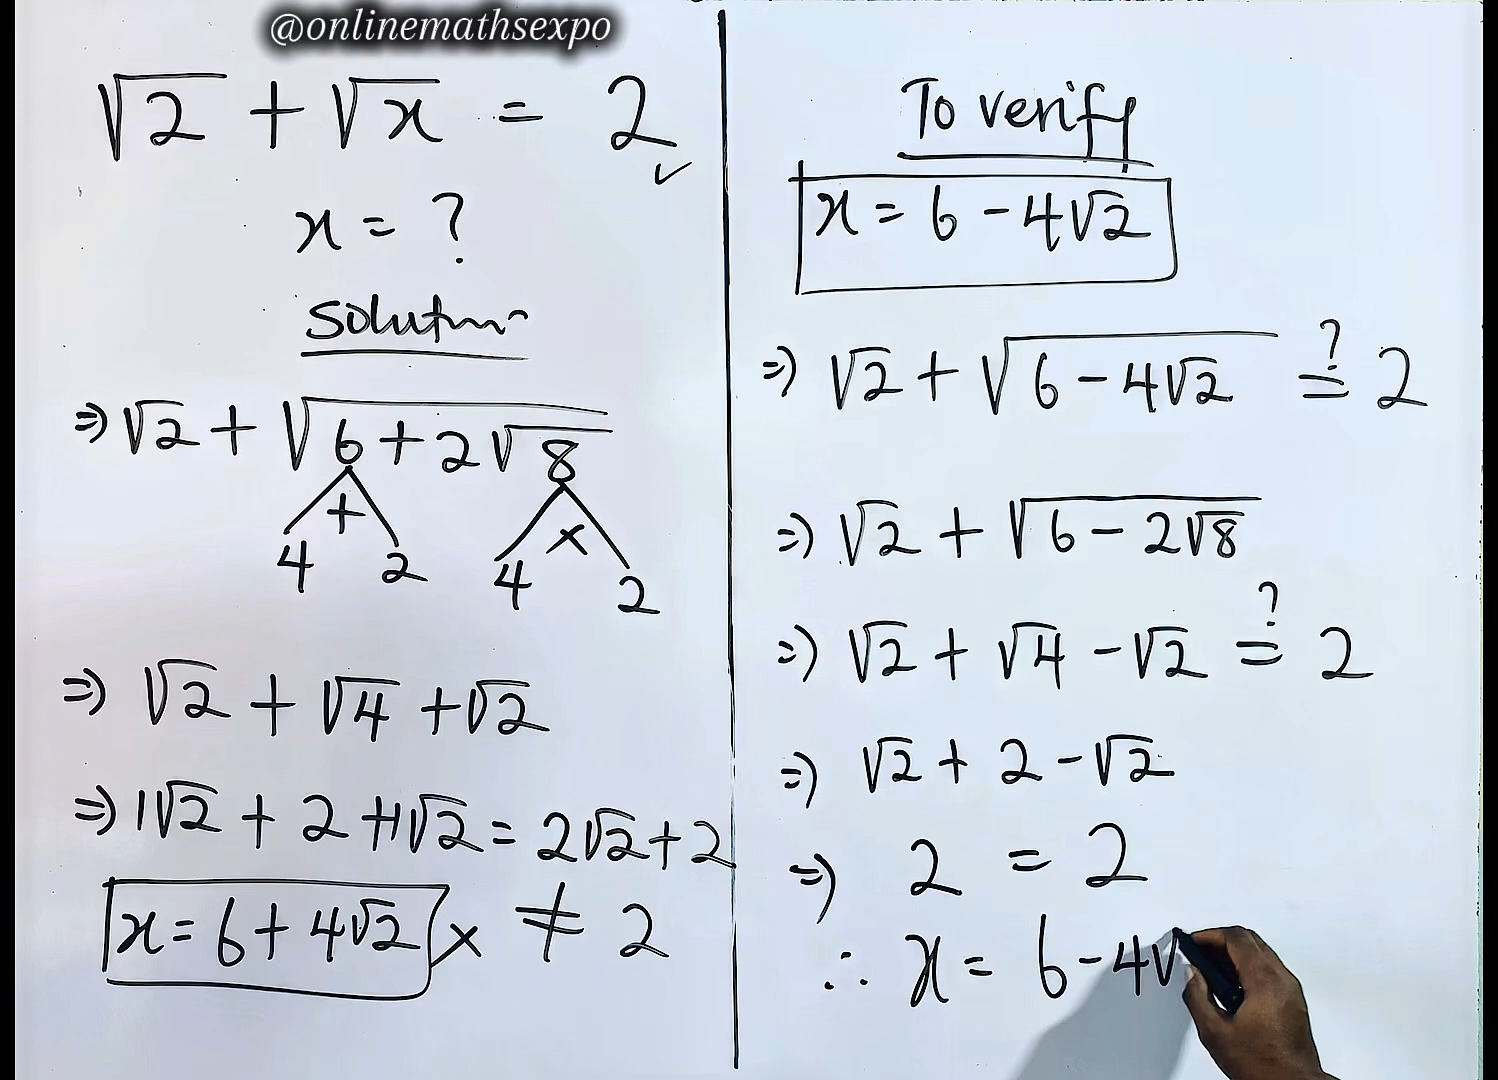 @onlinemathsexpo
√2 + √x = 2 ✓
x = ?
Solution
⇒ √2 + √(6 + 2√8)
+ ×
4 2 4 2
⇒ √2 + √4 + √2
⇒ 1√2 + 2 + 1√2 = 2√2 + 2
x = 6 + 4√2 × ≠ 2
To verify
x = 6 - 4√2
⇒ √2 + √(6 - 4√2) ?= 2
⇒ √2 + √(6 - 2√8)
⇒ √2 + √4 - √2 ?= 2
⇒ √2 + 2 - √2
⇒ 2 = 2
∴ x = 6 - 4√